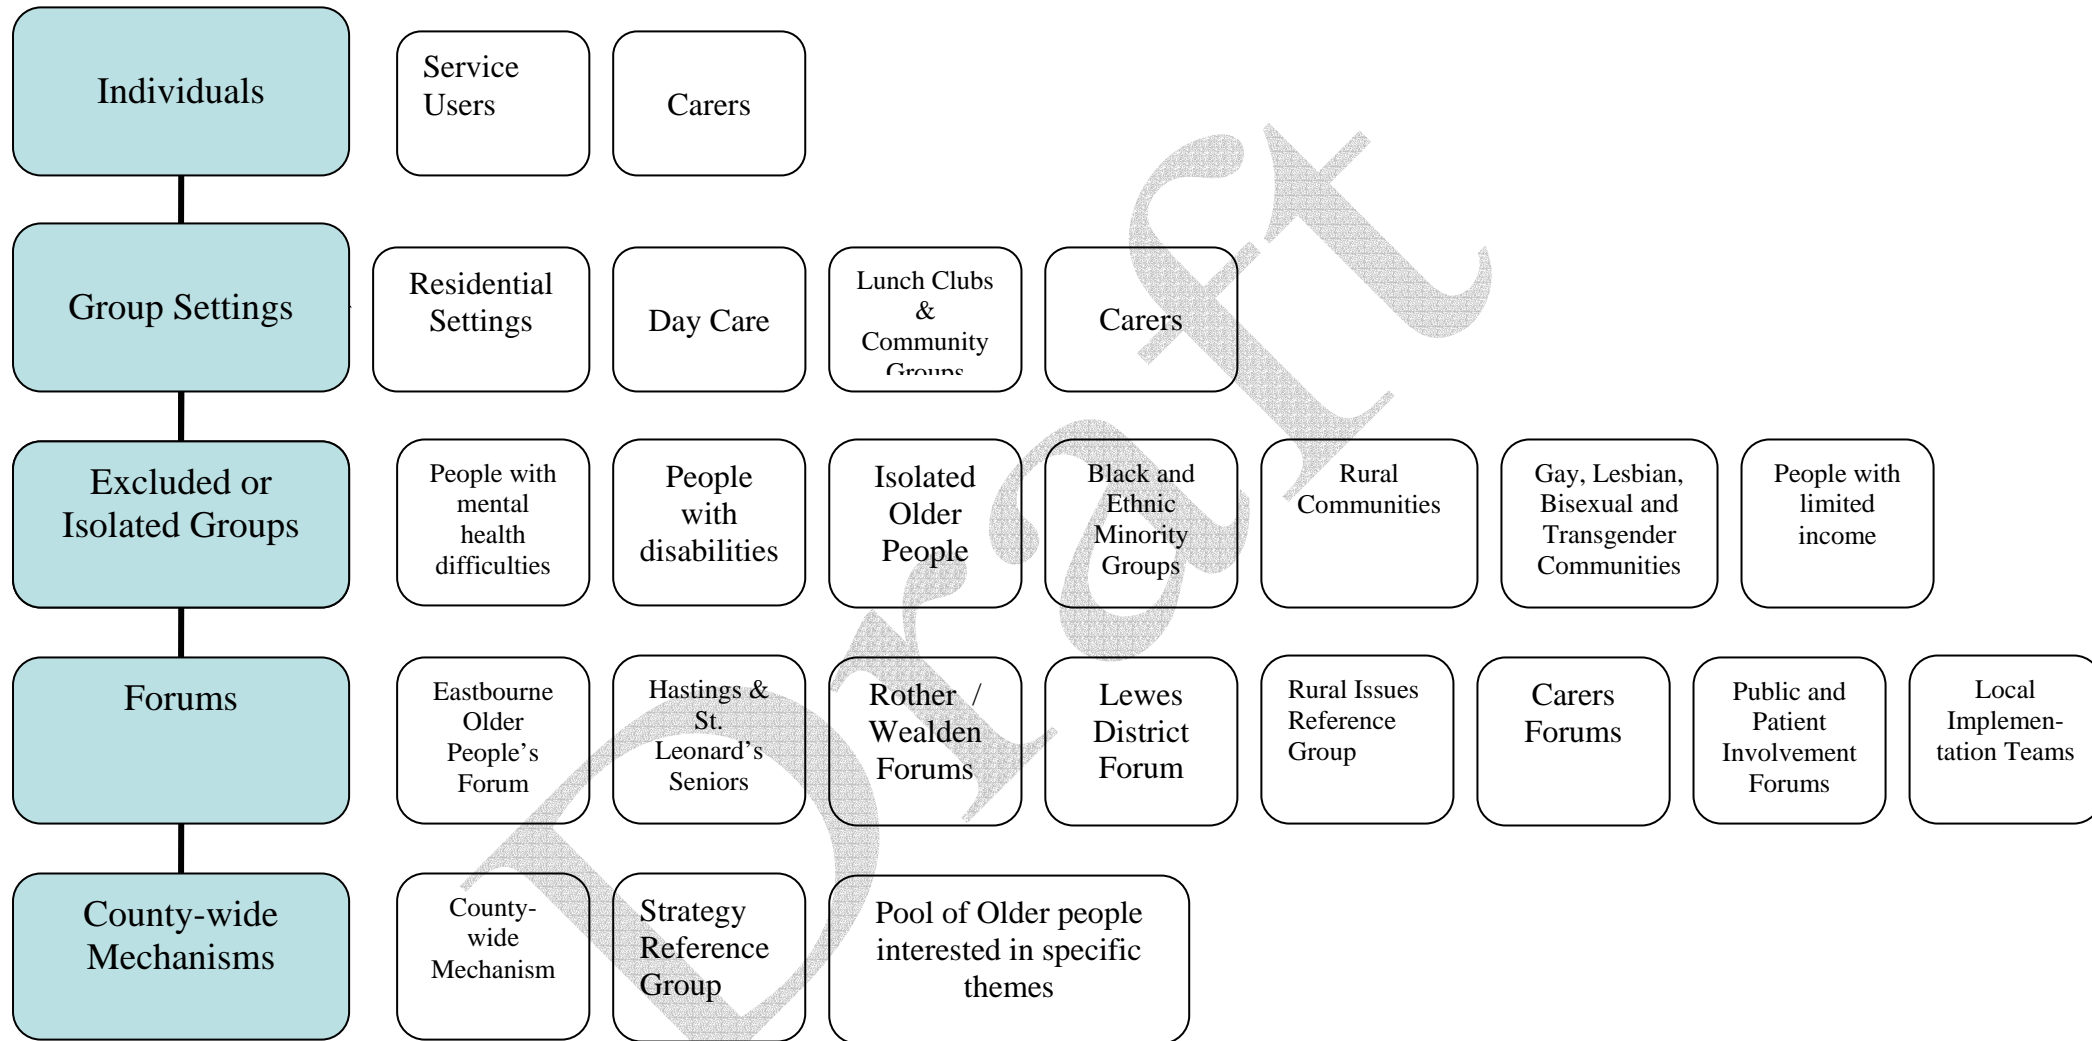 Individuals
Service
Users
Carers
Group Settings
Residential
Settings
Day Care
Lunch Clubs
&
Community
Groups
Carers
Excluded or
Isolated Groups
People with
mental
health
difficulties
People
with
disabilities
Isolated
Older
People
Black and
Ethnic
Minority
Groups
Rural
Communities
Gay, Lesbian,
Bisexual and
Transgender
Communities
People with
limited
income
Forums
Eastbourne
Older
People’s
Forum
Hastings &
St.
Leonard’s
Seniors
Rother /
Wealden
Forums
Lewes
District
Forum
Rural Issues
Reference
Group
Carers
Forums
Public and
Patient
Involvement
Forums
Local
Implemen-
tation Teams
County-wide
Mechanisms
County-
wide
Mechanism
Strategy
Reference
Group
Pool of Older people
interested in specific
themes
Draft